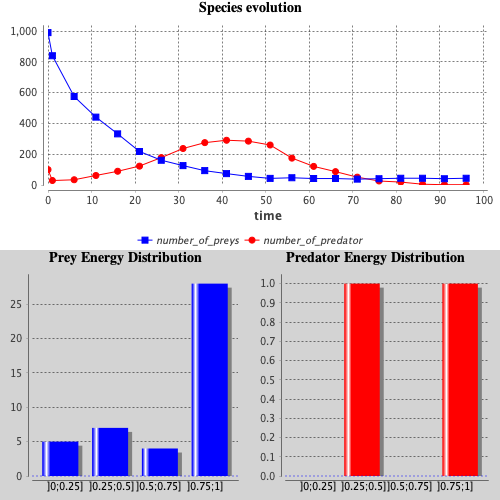 Species evolution
1,000
800
600
400
200
0
0 10 20 30 40 50 60 70 80 90 100
time
number_of_preys number_of_predator
Prey Energy Distribution
25
20
15
10
5
0
]0;0.25] ]0.25;0.5] ]0.5;0.75] ]0.75;1]
Predator Energy Distribution
1.0
0.9
0.8
0.7
0.6
0.5
0.4
0.3
0.2
0.1
0.0
]0;0.25] ]0.25;0.5] ]0.5;0.75] ]0.75;1]